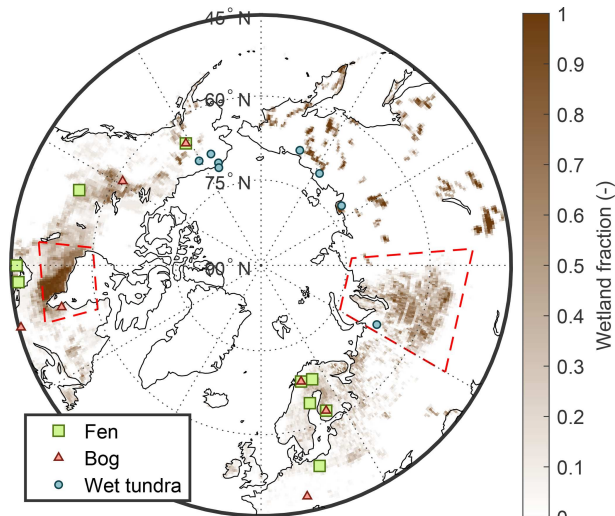 45° N
60° N
75° N
90° N
Fen
Bog
Wet tundra
1
0.9
0.8
0.7
0.6
0.5
0.4
0.3
0.2
0.1
0
Wetland fraction (-)